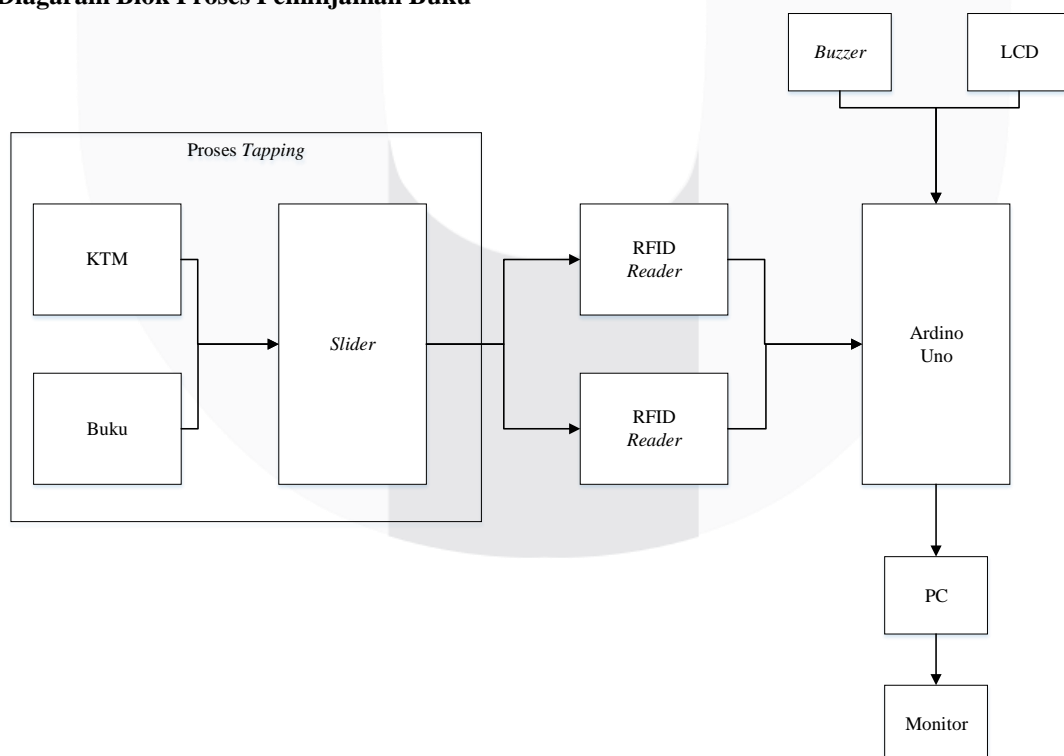 Diagaram Blok Proses Peminjaman Buku
Buzzer
LCD
Proses Tapping
KTM
Buku
Slider
RFID
Reader
RFID
Reader
Ardino
Uno
PC
Monitor